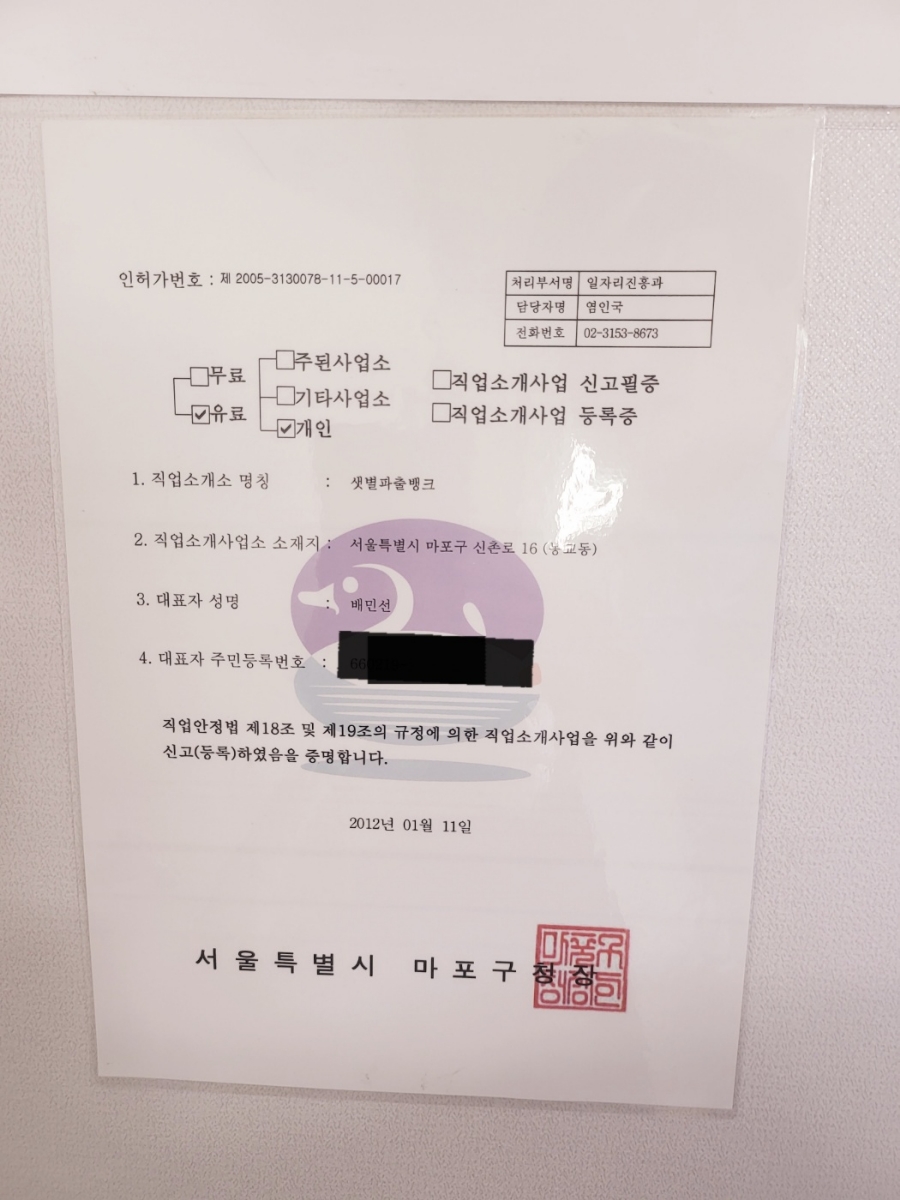 인허가번호 : 제 2005-3130078-11-5-00017
처리부서명 일자리진흥과
담당자명 염인국
전화번호 02-3153-8673
무료
유료
주된사업소
기타사업소
개인
직업소개사업 신고필증
직업소개사업 등록증
1. 직업소개소 명칭 : 샛별파출뱅크
2. 직업소개사업소 소재지 : 서울특별시 마포구 신촌로 16
3. 대표자 성명 : 배민선
4. 대표자 주민등록번호 :
직업안정법 제18조 및 제19조의 규정에 의한 직업소개사업을 위와 같이
신고(등록)하였음을 증명합니다.
2012년 01월 11일
서울특별시 마포구청장